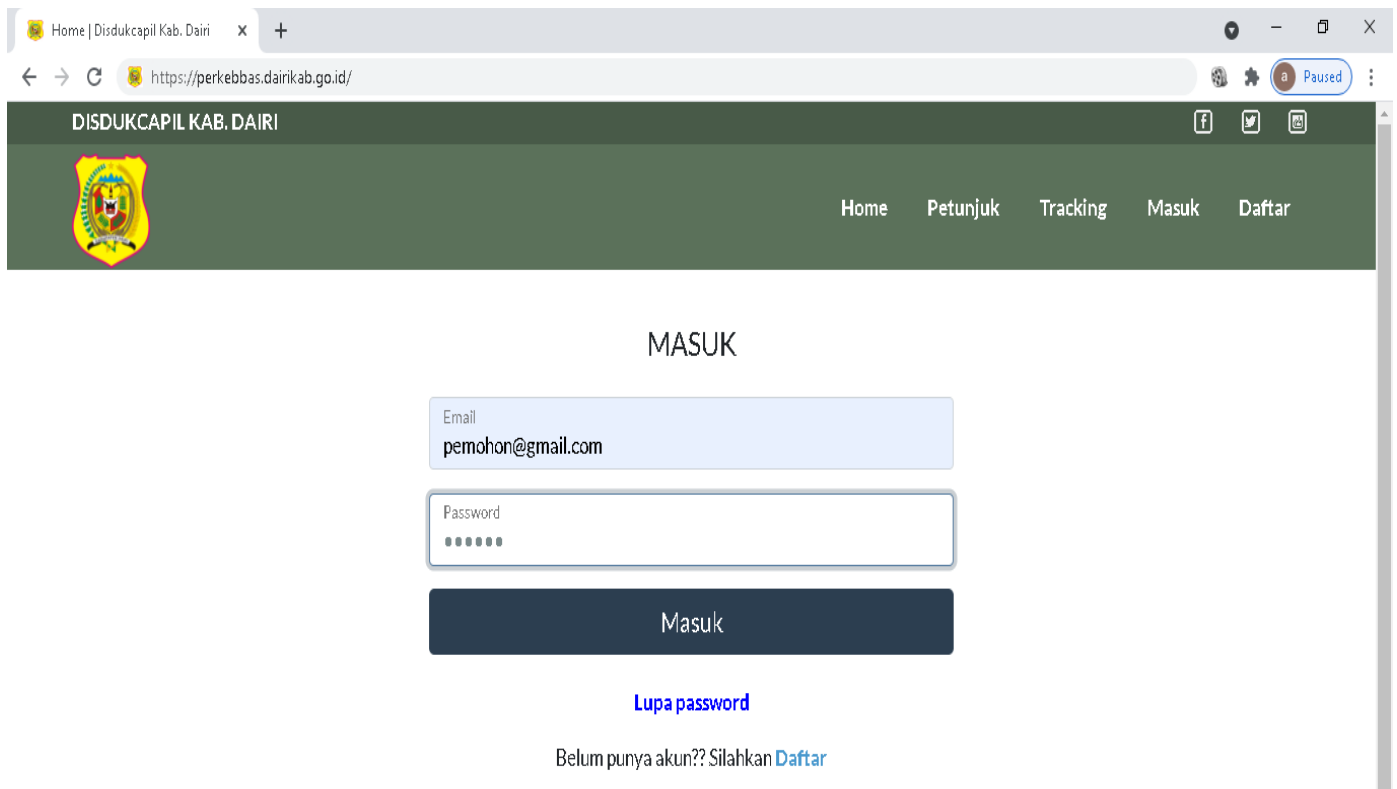 Home | Disdukcapil Kab. Dairi
https://perkebbas.dairikab.go.id/
a Paused
DISDUKCAPIL KAB. DAIRI
Home Petunjuk Tracking Masuk Daftar
MASUK
Email
pemohon@gmail.com
Password
Masuk
Lupa password
Belum punya akun?? Silahkan Daftar